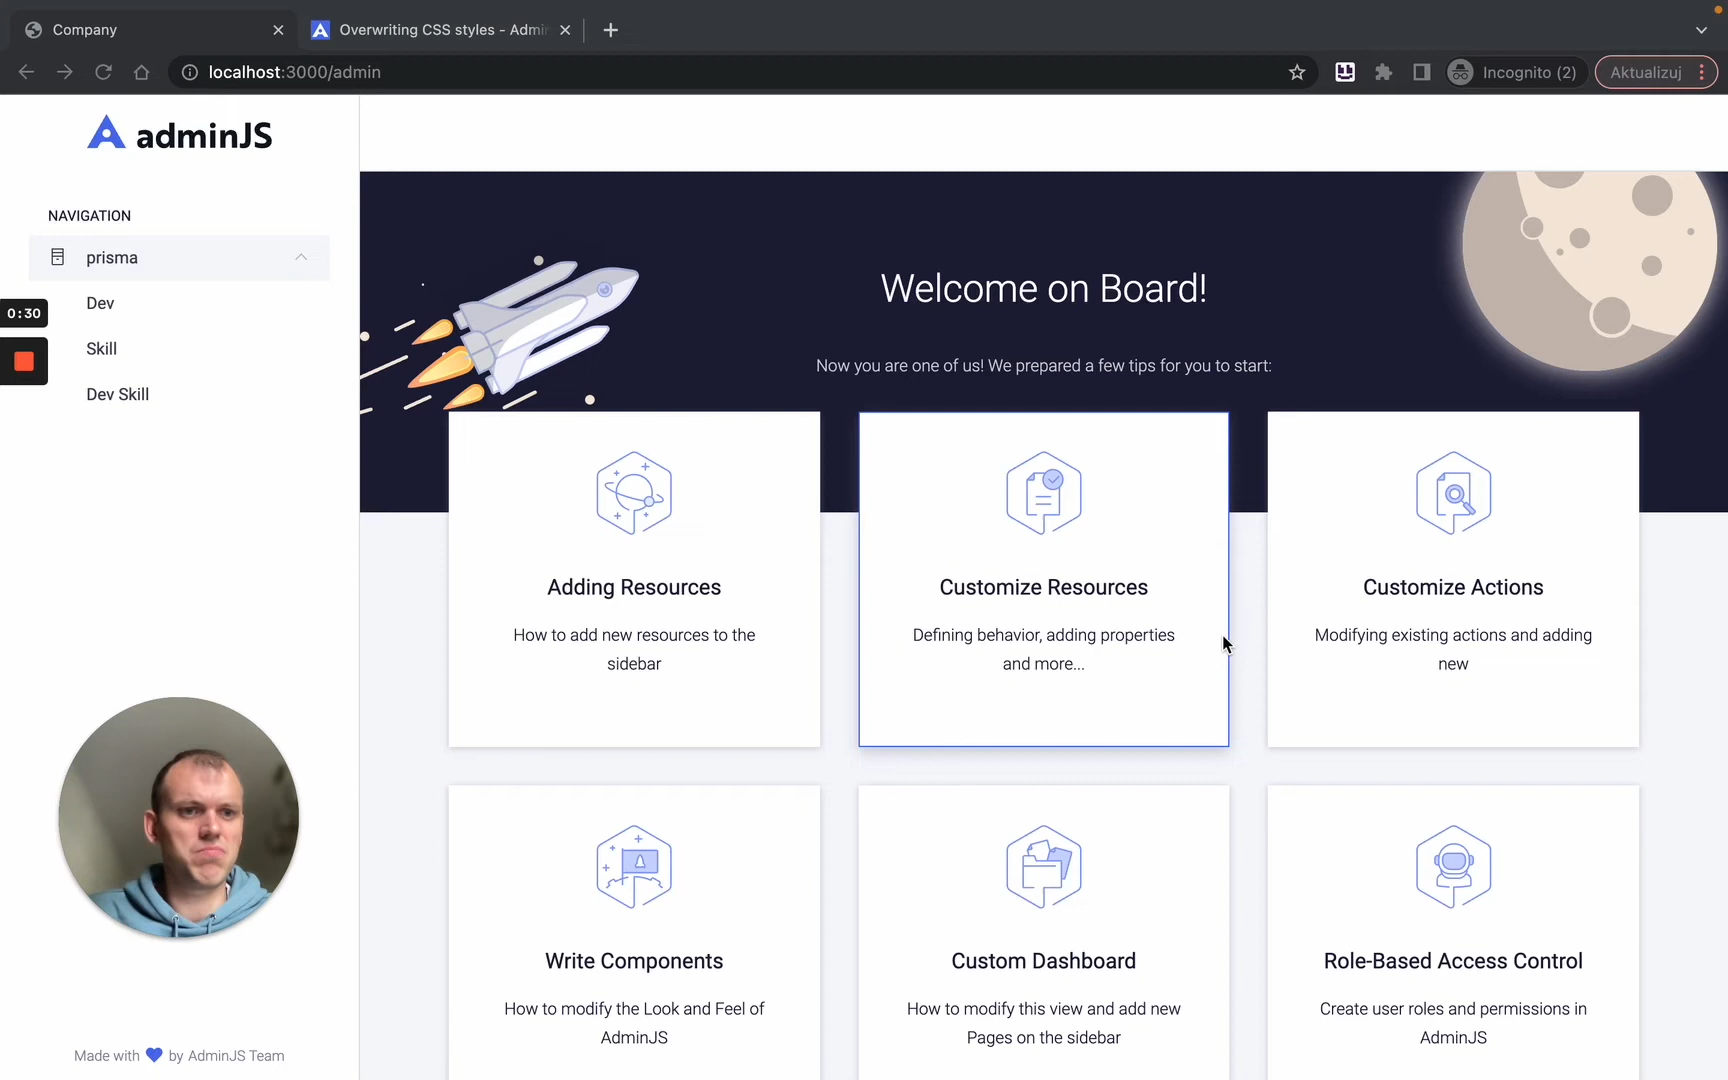 Company
Overwriting CSS styles - Admin
localhost:3000/admin
Incognito (2)
Aktualizuj
adminJS
NAVIGATION
prisma
Dev
0:30
Skill
Dev Skill
Made with by AdminJS Team
Welcome on Board!
Now you are one of us! We prepared a few tips for you to start:
Adding Resources
How to add new resources to the
sidebar
Customize Resources
Defining behavior, adding properties
and more...
Customize Actions
Modifying existing actions and adding
new
Write Components
How to modify the Look and Feel of
AdminJS
Custom Dashboard
How to modify this view and add new
Pages on the sidebar
Role-Based Access Control
Create user roles and permissions in
AdminJS